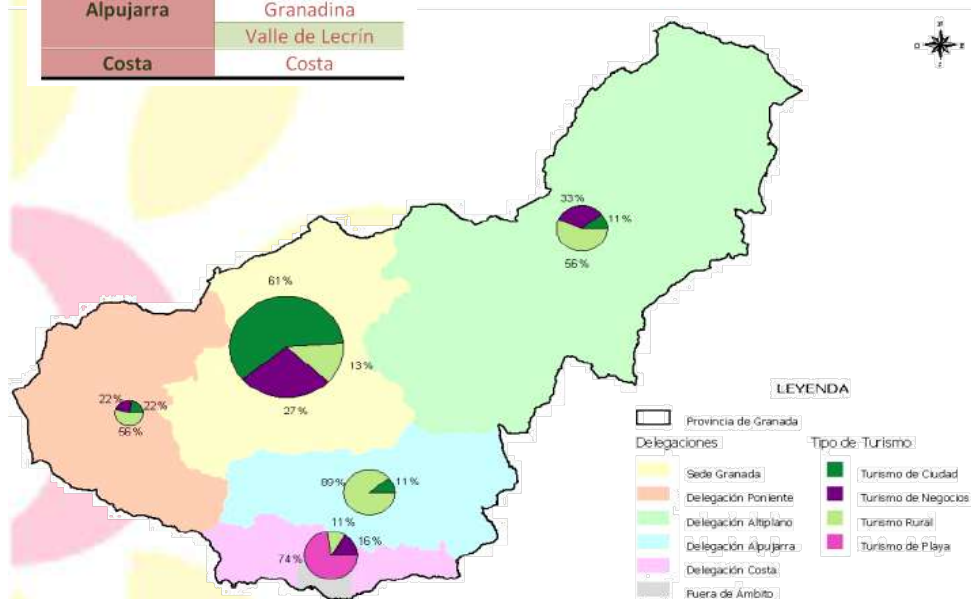 Alpujarra Granadina
Valle de Lecrín
Costa Costa
N
O E
S
33%
11%
56%
61%
13%
27%
22%
22%
56%
89%
11%
11%
16%
74%
LEYENDA
Provincia de Granada
Delegaciones Tipo de Turismo
Sede Granada Turismo de Ciudad
Delegación Poniente Turismo de Negocios
Delegación Altiplano Turismo Rural
Delegación Alpujarra Turismo de Playa
Delegación Costa
Fuera de Ámbito